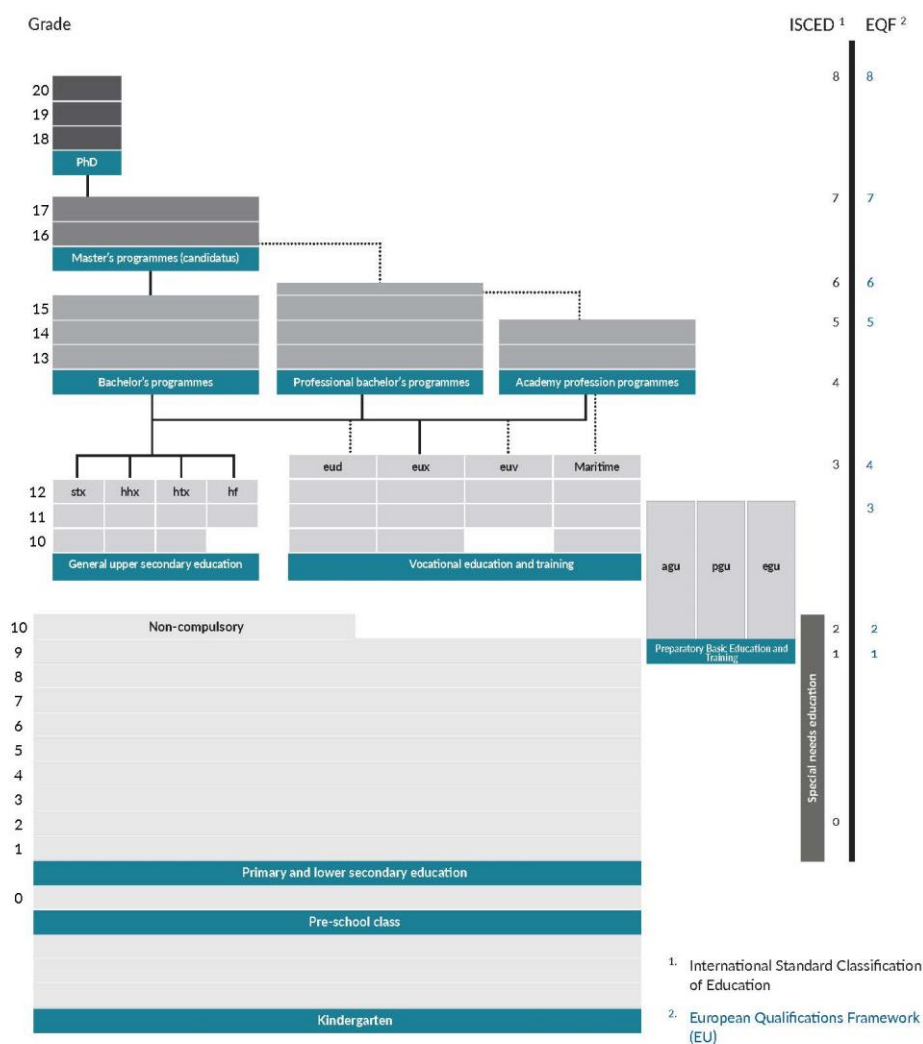 Grade
ISCED 1
EQF 2
8
8
20
19
18
PhD
7
7
17
16
Master's programmes (candidatus)
6
6
15
5
5
14
13
Bachelor's programmes
Professional bachelor's programmes
Academy profession programmes
4
eud
eux
euv
Maritime
3
4
12
stx
hhx
htx
hf
3
11
10
General upper secondary education
Vocational education and training
agu
pgu
egu
10
Non-compulsory
2
2
9
Preparatory Basic Education and
Training
1
1
8
7
6
5
4
3
2
1
Special needs education
0
Primary and lower secondary education
0
Pre-school class
Kindergarten
1. International Standard Classification
of Education
2. European Qualifications Framework
(EU)